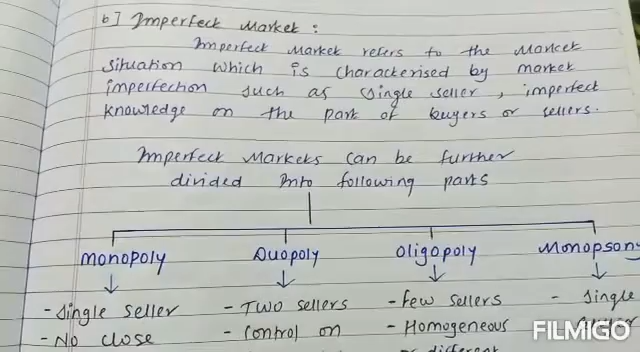 b] Imperfect Market :
Imperfect Market refers to the Market
situation which is characterised by market
imperfection such as single seller, imperfect
knowledge on the part of buyers or sellers.
Imperfect Markets can be further
divided into following parts
Monopoly Duopoly Oligopoly Monopsony
- Single seller - Two sellers - Few sellers - Single
- No close - control on - Homogeneous
or different
FILMIGO